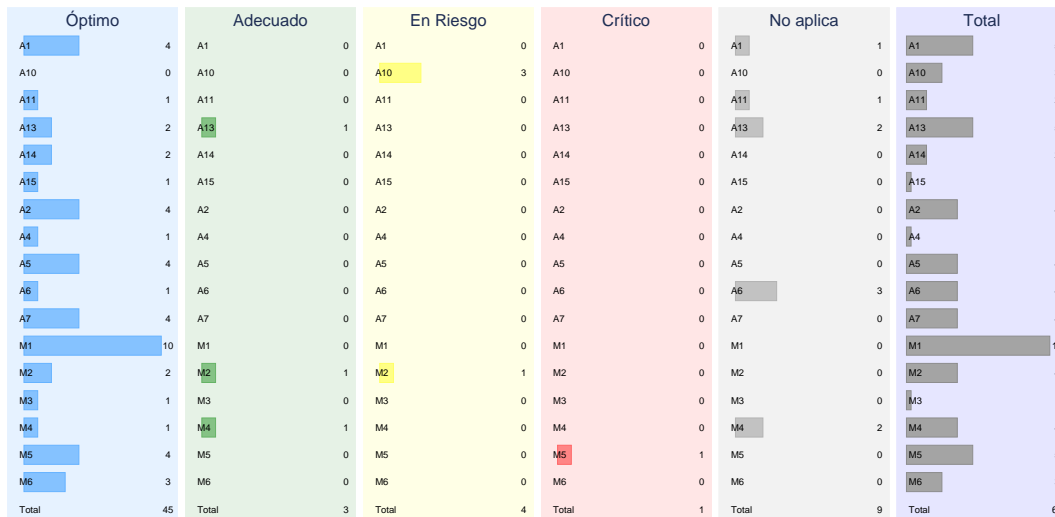 Óptimo Adecuado En Riesgo Crítico No aplica Total
A1 4 A1 0 A1 0 A1 0 A1 1 A1
A10 0 A10 0 A10 3 A10 0 A10 0 A10
A11 1 A11 0 A11 0 A11 0 A11 1 A11
A13 2 A13 1 A13 0 A13 0 A13 2 A13
A14 2 A14 0 A14 0 A14 0 A14 0 A14
A15 1 A15 0 A15 0 A15 0 A15 0 A15
A2 4 A2 0 A2 0 A2 0 A2 0 A2
A4 1 A4 0 A4 0 A4 0 A4 0 A4
A5 4 A5 0 A5 0 A5 0 A5 0 A5
A6 1 A6 0 A6 0 A6 0 A6 3 A6
A7 4 A7 0 A7 0 A7 0 A7 0 A7
M1 10 M1 0 M1 0 M1 0 M1 0 M1 1
M2 2 M2 1 M2 1 M2 0 M2 0 M2
M3 1 M3 0 M3 0 M3 0 M3 0 M3
M4 1 M4 1 M4 0 M4 0 M4 2 M4
M5 4 M5 0 M5 0 M5 1 M5 0 M5
M6 3 M6 0 M6 0 M6 0 M6 0 M6
Total 45 Total 3 Total 4 Total 1 Total 9 Total 6